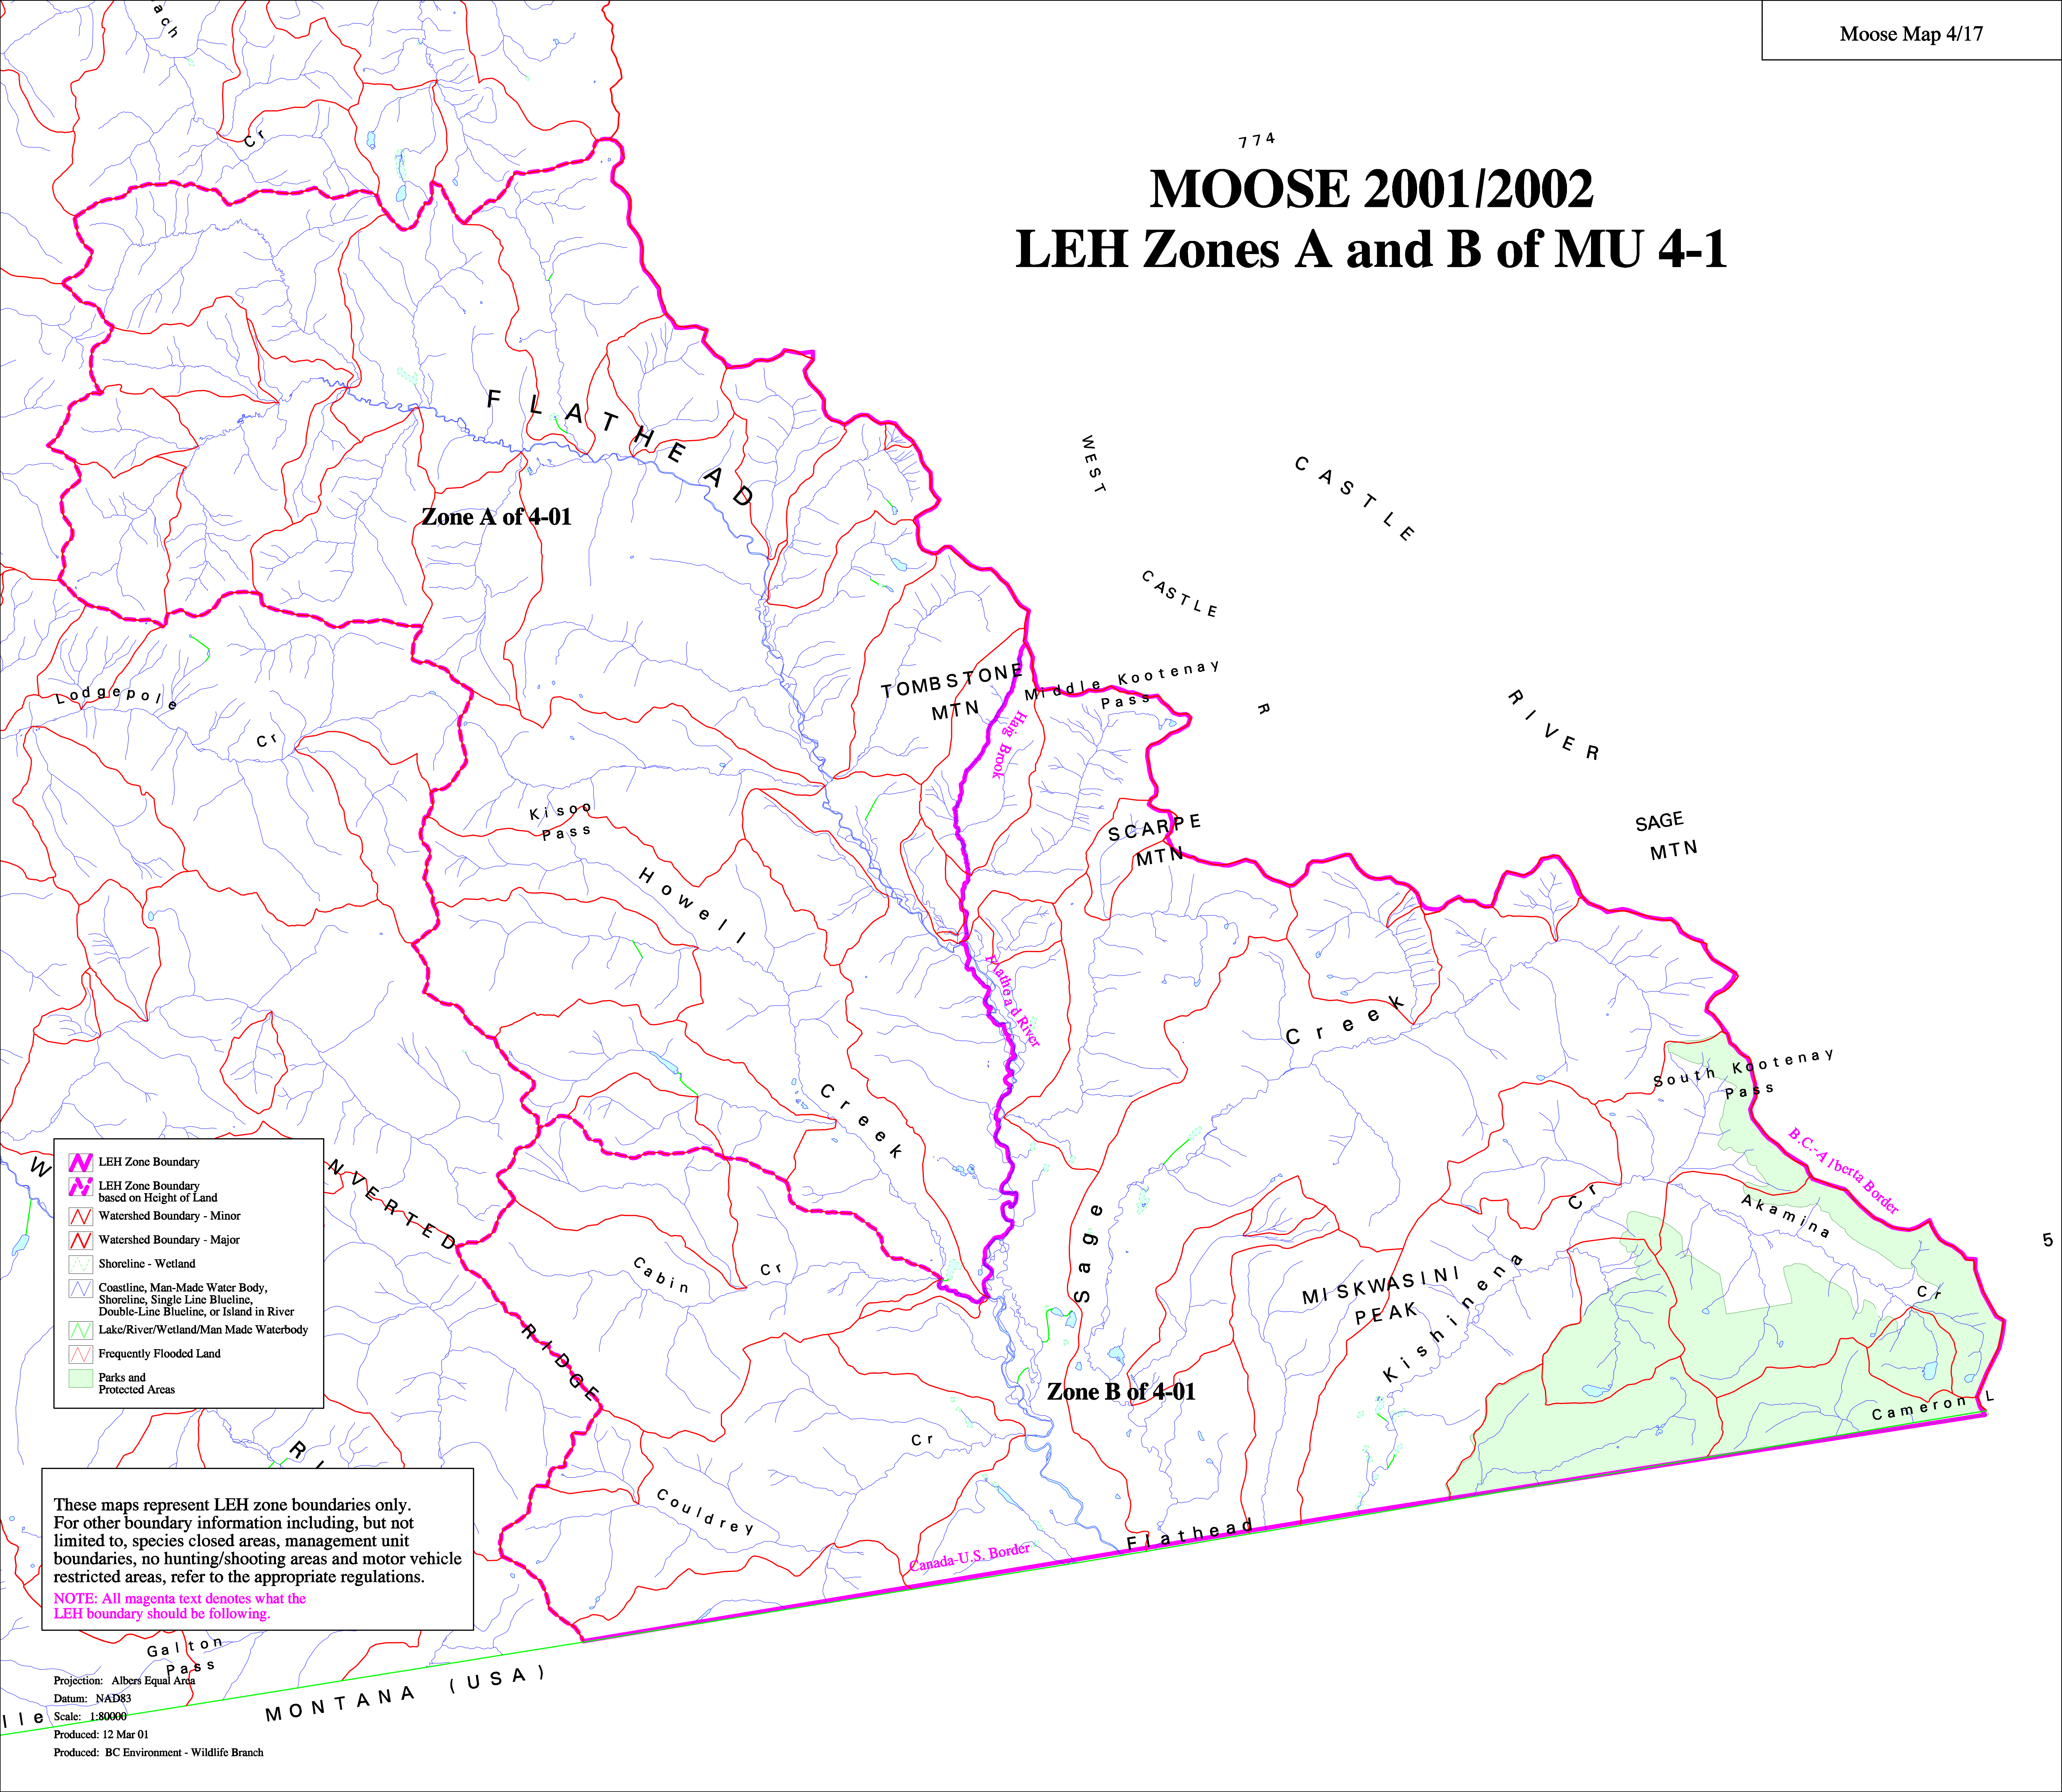 ach
Moose Map 4/17
Cr
774
MOOSE 2001/2002
LEH Zones A and B of MU 4-1
FLATHEAD
WEST
CASTLE
Zone A of 4-01
CASTLE
R
RIVER
TOMBSTONE
MTN
Middle Kootenay
Pass
Haig Brook
Lodgepole
Cr
Kisoo
Pass
SCARPE
MTN
SAGE
MTN
Howell
Creek
Flathead River
Creek
South Kootenay
Pass
B.C.-Alberta Border
W
NVERTED
RIDGE
Sage
Akamina
Cr
5
Cabin
Cr
MISKWASINI
PEAK
Kishinena
Cr
Zone B of 4-01
Cameron L
Cr
Couldrey
Flathead
Canada-U.S. Border
LEH Zone Boundary
LEH Zone Boundary
based on Height of Land
Watershed Boundary - Minor
Watershed Boundary - Major
Shoreline - Wetland
Coastline, Man-Made Water Body,
Shoreline, Single Line Blueline,
Double-Line Blueline, or Island in River
Lake/River/Wetland/Man Made Waterbody
Frequently Flooded Land
Parks and
Protected Areas
These maps represent LEH zone boundaries only.
For other boundary information including, but not
limited to, species closed areas, management unit
boundaries, no hunting/shooting areas and motor vehicle
restricted areas, refer to the appropriate regulations.
NOTE: All magenta text denotes what the
LEH boundary should be following.
Galton
Pass
MONTANA (USA)
lle
Projection: Albers Equal Area
Datum: NAD83
Scale: 1:80000
Produced: 12 Mar 01
Produced: BC Environment - Wildlife Branch